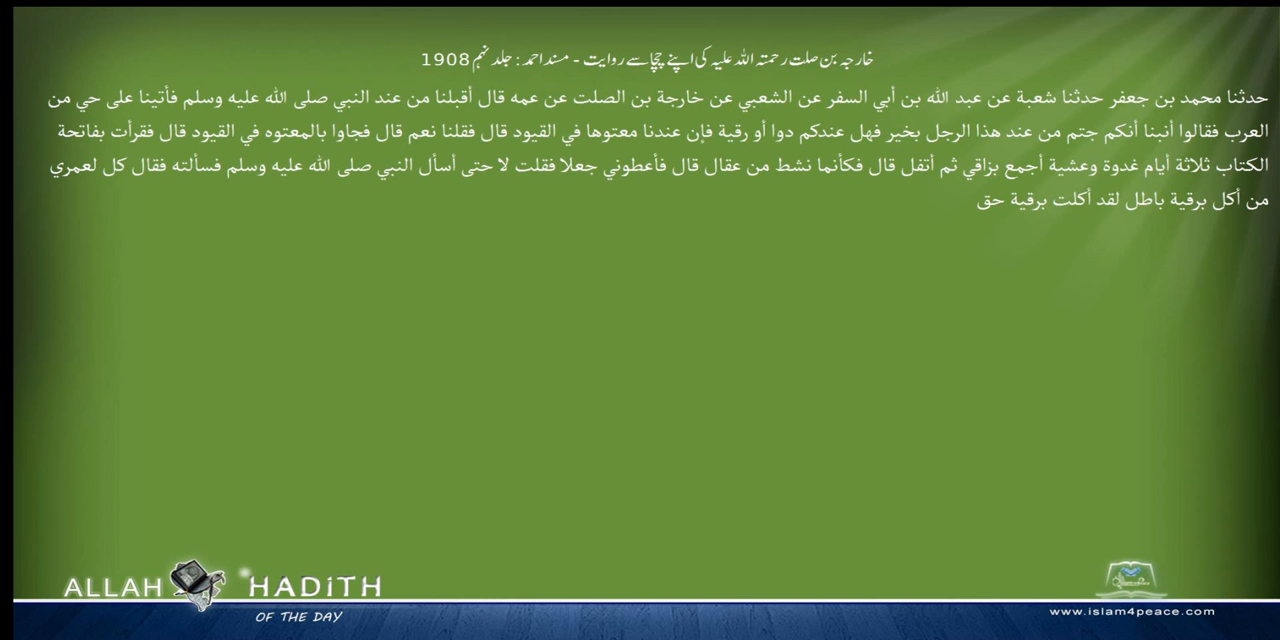 خارجہ بن صلت رحمتہ اللہ علیہ کی اپنے چچا سے روایت - مسند احمد : جلد نہم 1908
حدثنا محمد بن جعفر حدثنا شعبة عن عبد الله بن أبي السفر عن الشعبي عن خارجة بن الصلت عن عمه قال أقبلنا من عند النبي صلى الله عليه وسلم فأتينا على حي من
العرب فقالوا أنبنا أنكم جتم من عند هذا الرجل بخير فهل عندكم دوا أو رقية فإن عندنا معتوها في القيود قال فقلنا نعم قال فجاوا بالمعتوه في القيود قال فقرأت بفاتحة
الكتاب ثلاثة أيام غدوة وعشية أجمع بزاقي ثم أتفل قال فكأنما نشط من عقال قال فأعطوني جعلا فقلت لا حتى أسأل النبي صلى الله عليه وسلم فسألته فقال كل لعمري
من أكل برقية باطل لقد أكلت برقية حق
ALLAH HADITH
OF THE DAY
www.islam4peace.com